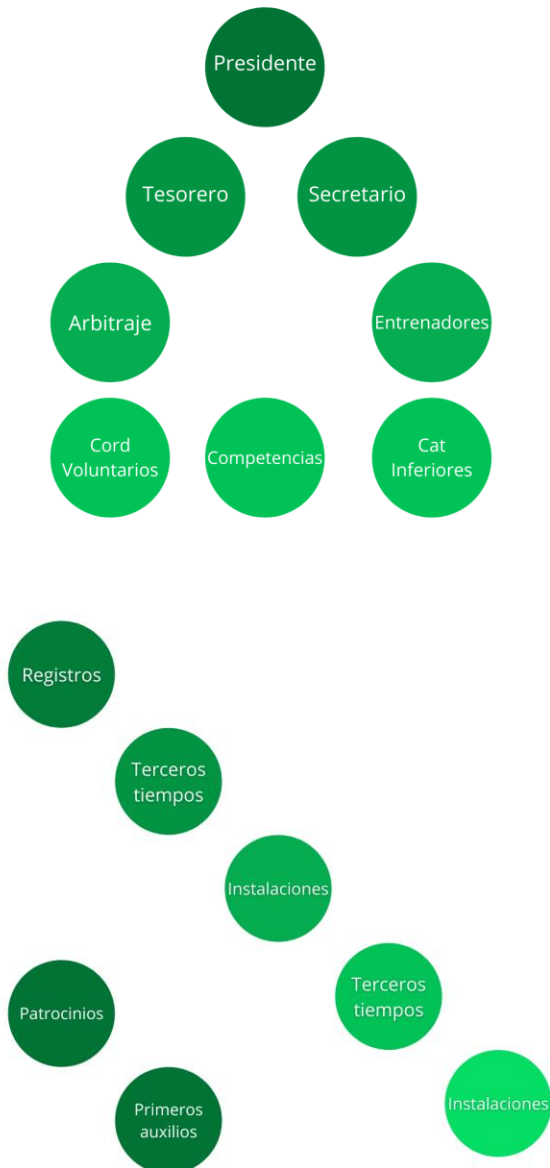 Presidente
Tesorero
Secretario
Arbitraje
Entrenadores
Cord
Voluntarios
Competencias
Cat
Inferiores
Registros
Terceros
tiempos
Instalaciones
Terceros
tiempos
Patrocinios
Instalaciones
Primeros
auxilios